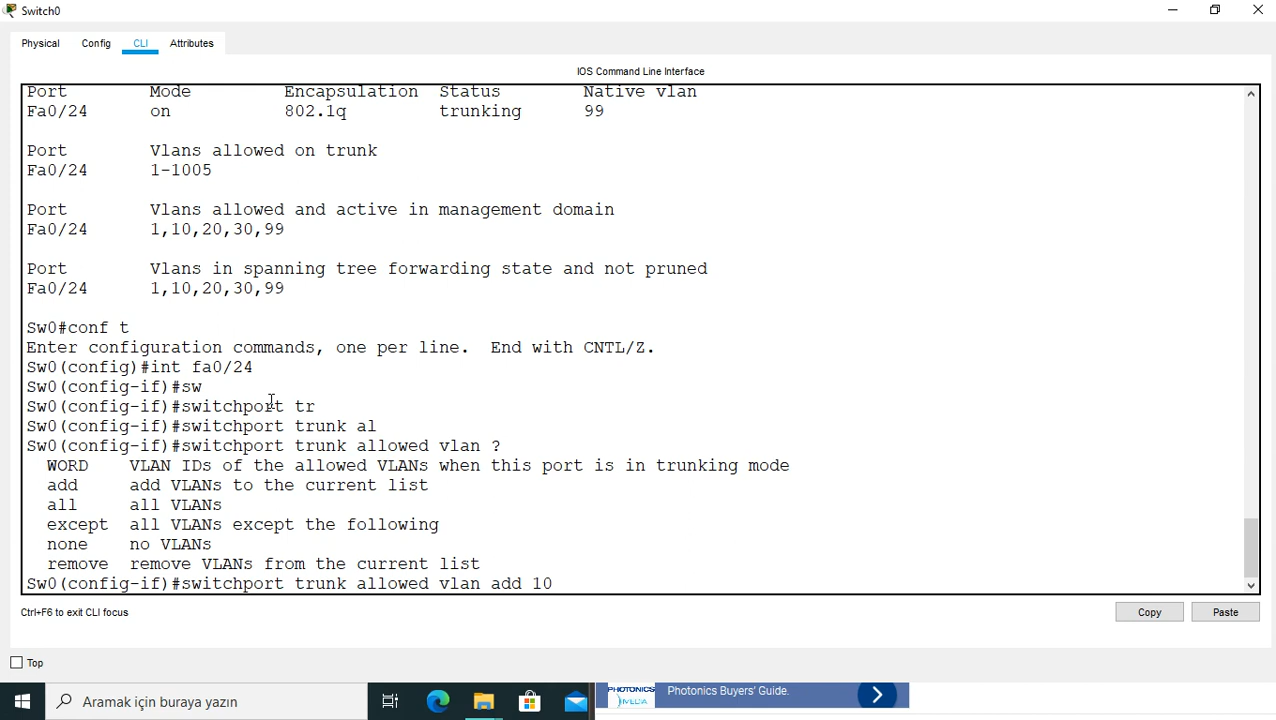 Switch0
Physical Config CLI Attributes
IOS Command Line Interface
Port Mode Encapsulation Status Native vlan
Fa0/24 on 802.1q trunking 99
Port Vlans allowed on trunk
Fa0/24 1-1005
Port Vlans allowed and active in management domain
Fa0/24 1,10,20,30,99
Port Vlans in spanning tree forwarding state and not pruned
Fa0/24 1,10,20,30,99
Sw0#conf t
Enter configuration commands, one per line. End with CNTL/Z.
Sw0(config)#int fa0/24
Sw0(config-if)#sw
Sw0(config-if)#switchport tr
Sw0(config-if)#switchport trunk al
Sw0(config-if)#switchport trunk allowed vlan ?
WORD VLAN IDs of the allowed VLANs when this port is in trunking mode
add add VLANs to the current list
all all VLANs
except all VLANs except the following
none no VLANs
remove remove VLANs from the current list
Sw0(config-if)#switchport trunk allowed vlan add 10
Ctrl+F6 to exit CLI focus
Copy Paste
Top
Aramak için buraya yazın
PHOTONICS MEDIA
Photonics Buyers' Guide.